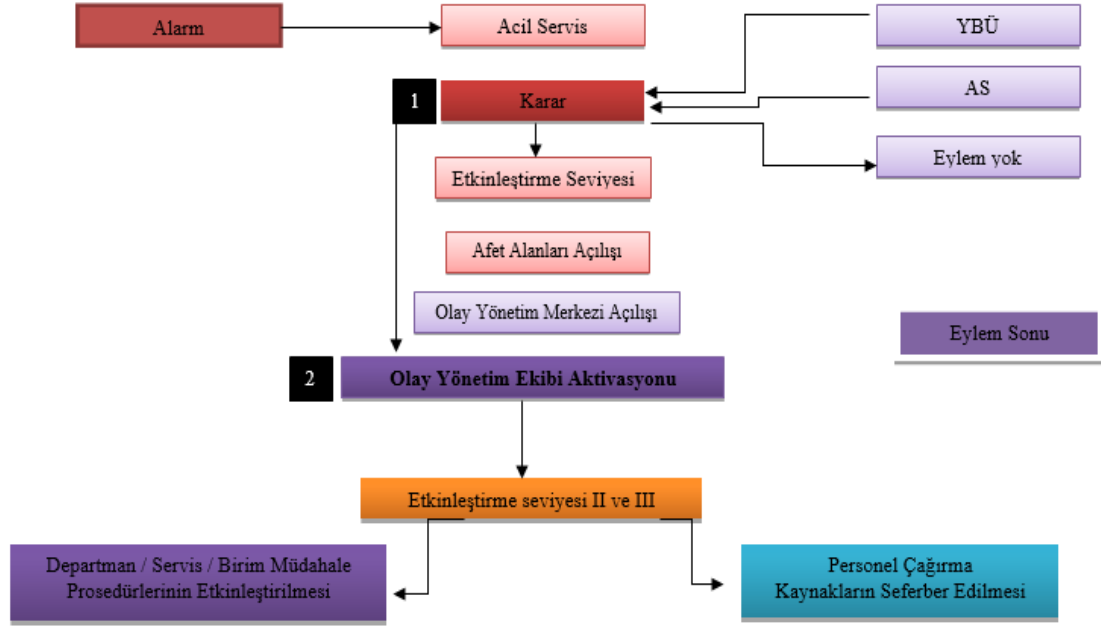 Alarm
Acil Servis
YBÜ
1
Karar
AS
Eylem yok
Etkinleştirme Seviyesi
Afet Alanları Açılışı
Olay Yönetim Merkezi Açılışı
Eylem Sonu
2
Olay Yönetim Ekibi Aktivasyonu
Etkinleştirme seviyesi II ve III
Departman / Servis / Birim Müdahale
Prosedürlerinin Etkinleştirilmesi
Personel Çağırma
Kaynakların Seferber Edilmesi